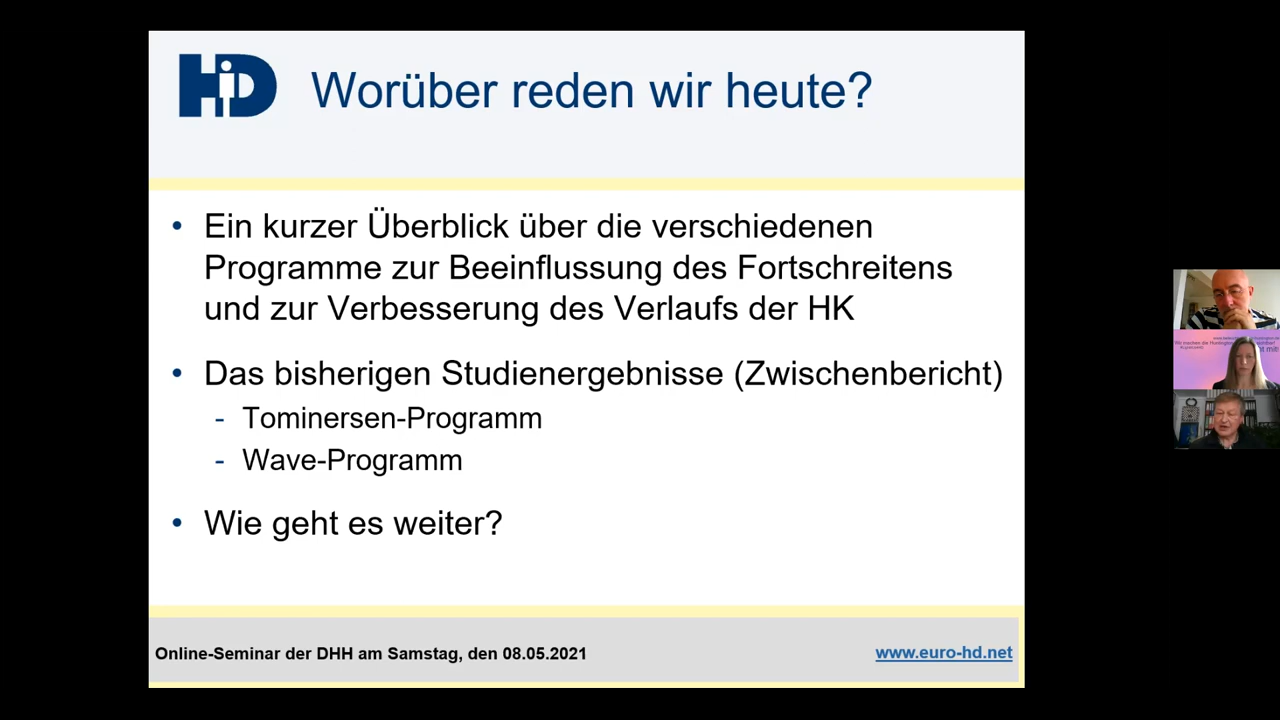 HD
Worüber reden wir heute?
• Ein kurzer Überblick über die verschiedenen
Programme zur Beeinflussung des Fortschreitens
und zur Verbesserung des Verlaufs der HK
• Das bisherigen Studienergebnisse (Zwischenbericht)
- Tominersen-Programm
- Wave-Programm
• Wie geht es weiter?
Online-Seminar der DHH am Samstag, den 08.05.2021
www.euro-hd.net